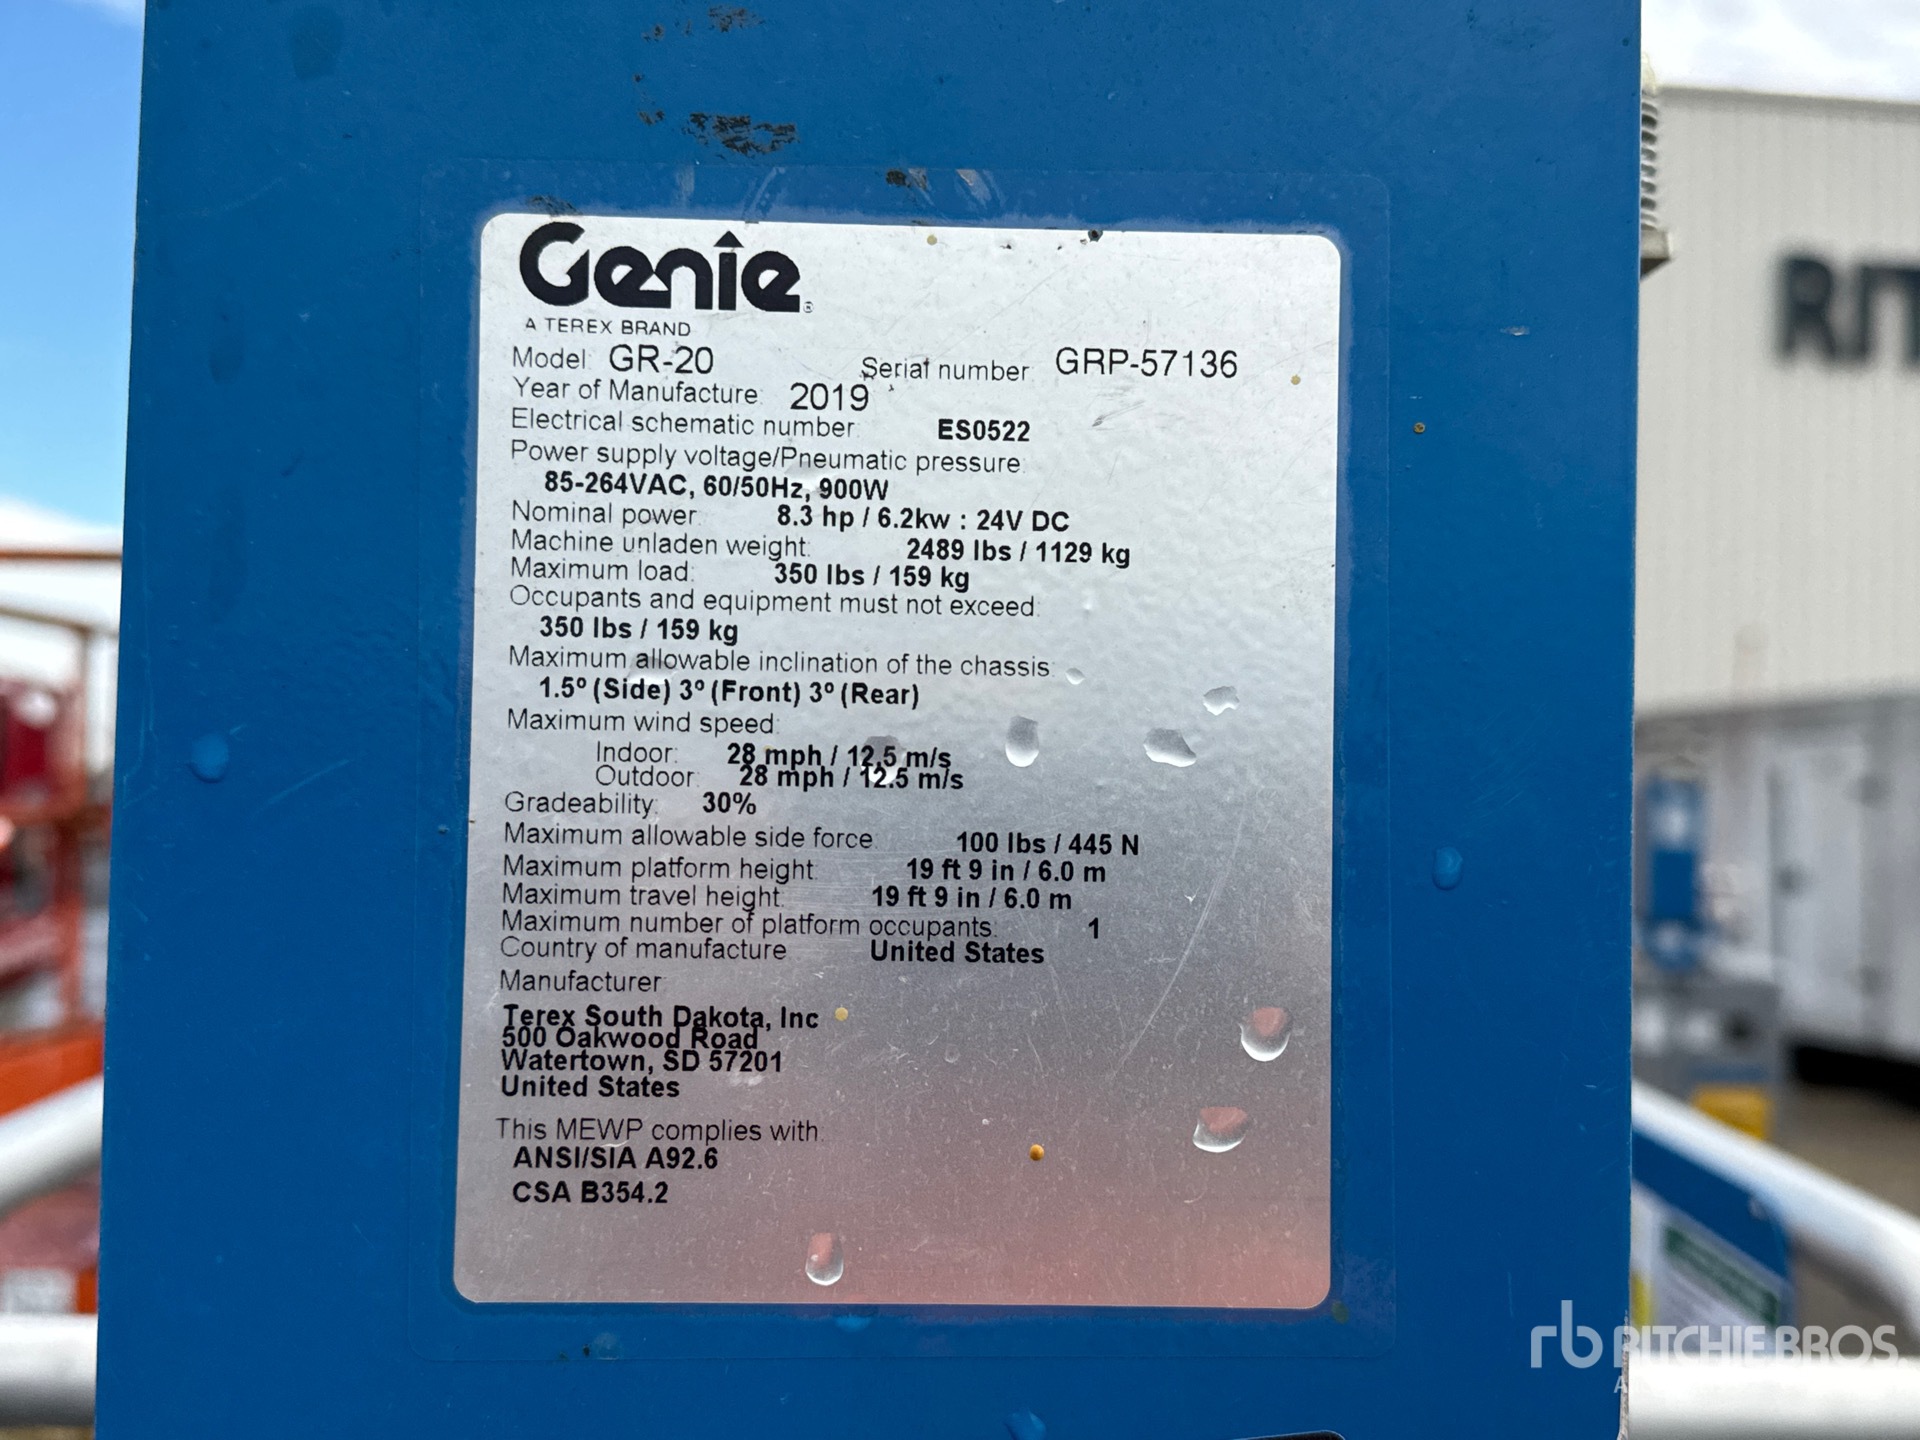 Genie
A TEREX BRAND
Model: GR-20 Serial number: GRP-57136
Year of Manufacture: 2019
Electrical schematic number: ES0522
Power supply voltage/Pneumatic pressure:
85-264VAC, 60/50Hz, 900W
Nominal power: 8.3 hp / 6.2kw : 24V DC
Machine unladen weight: 2489 lbs / 1129 kg
Maximum load: 350 lbs / 159 kg
Occupants and equipment must not exceed:
350 lbs / 159 kg
Maximum allowable inclination of the chassis:
1.5º (Side) 3º (Front) 3º (Rear)
Maximum wind speed:
Indoor: 28 mph / 12.5 m/s
Outdoor: 28 mph / 12.5 m/s
Gradeability: 30%
Maximum allowable side force: 100 lbs / 445 N
Maximum platform height: 19 ft 9 in / 6.0 m
Maximum travel height: 19 ft 9 in / 6.0 m
Maximum number of platform occupants: 1
Country of manufacture United States
Manufacturer:
Terex South Dakota, Inc
500 Oakwood Road
Watertown, SD 57201
United States
This MEWP complies with:
ANSI/SIA A92.6
CSA B354.2
RIT
rb RITCHIE BROS.